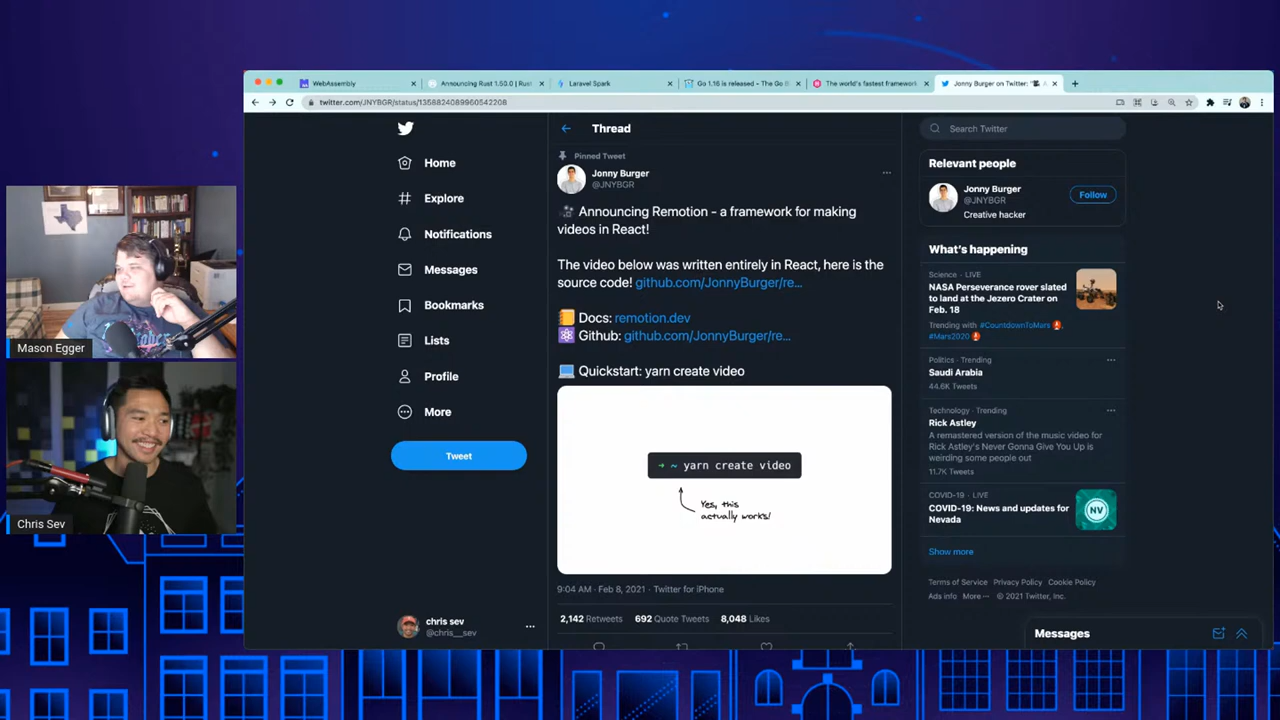 WebAssembly
Announcing Rust 1.50.0 | Rust
Laravel Spark
Go 1.16 is released - The Go B
The world's fastest framework
Jonny Burger on Twitter: "
twitter.com/JNYBGR/status/1358824089960542208
Home
Explore
Notifications
Messages
Bookmarks
Lists
Profile
More
Tweet
chris sev
@chris__sev
Thread
Pinned Tweet
Jonny Burger
@JNYBGR
Announcing Remotion - a framework for making
videos in React!
The video below was written entirely in React, here is the
source code! github.com/JonnyBurger/re...
Docs: remotion.dev
Github: github.com/JonnyBurger/re...
Quickstart: yarn create video
~ yarn create video
Yes, this
actually works!
9:04 AM · Feb 8, 2021 · Twitter for iPhone
2,142 Retweets 692 Quote Tweets 8,048 Likes
Search Twitter
Relevant people
Jonny Burger
@JNYBGR
Follow
Creative hacker
What's happening
Science · LIVE
NASA Perseverance rover slated
to land at the Jezero Crater on
Feb. 18
Trending with #CountdownToMars,
#Mars2020
Politics · Trending
Saudi Arabia
44.6K Tweets
Technology · Trending
Rick Astley
A remastered version of the music video for
Rick Astley's Never Gonna Give You Up is
weirding some people out
11.7K Tweets
COVID-19 · LIVE
COVID-19: News and updates for
Nevada
NV
Show more
Terms of Service Privacy Policy Cookie Policy
Ads info More ··· © 2021 Twitter, Inc.
Messages
Mason Egger
Chris Sev